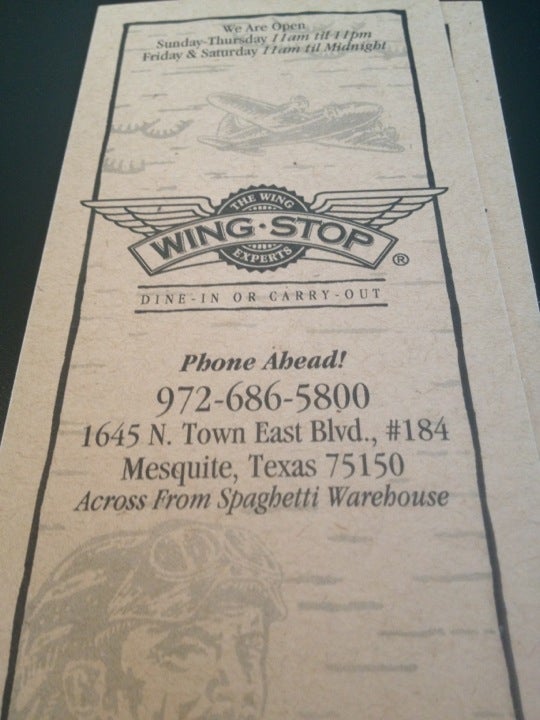 We Are Open
Sunday-Thursday 11am til 11pm
Friday & Saturday 11am til Midnight
THE WING
WING·STOP
EXPERTS
®
DINE-IN OR CARRY-OUT
Phone Ahead!
972-686-5800
1645 N. Town East Blvd., #184
Mesquite, Texas 75150
Across From Spaghetti Warehouse